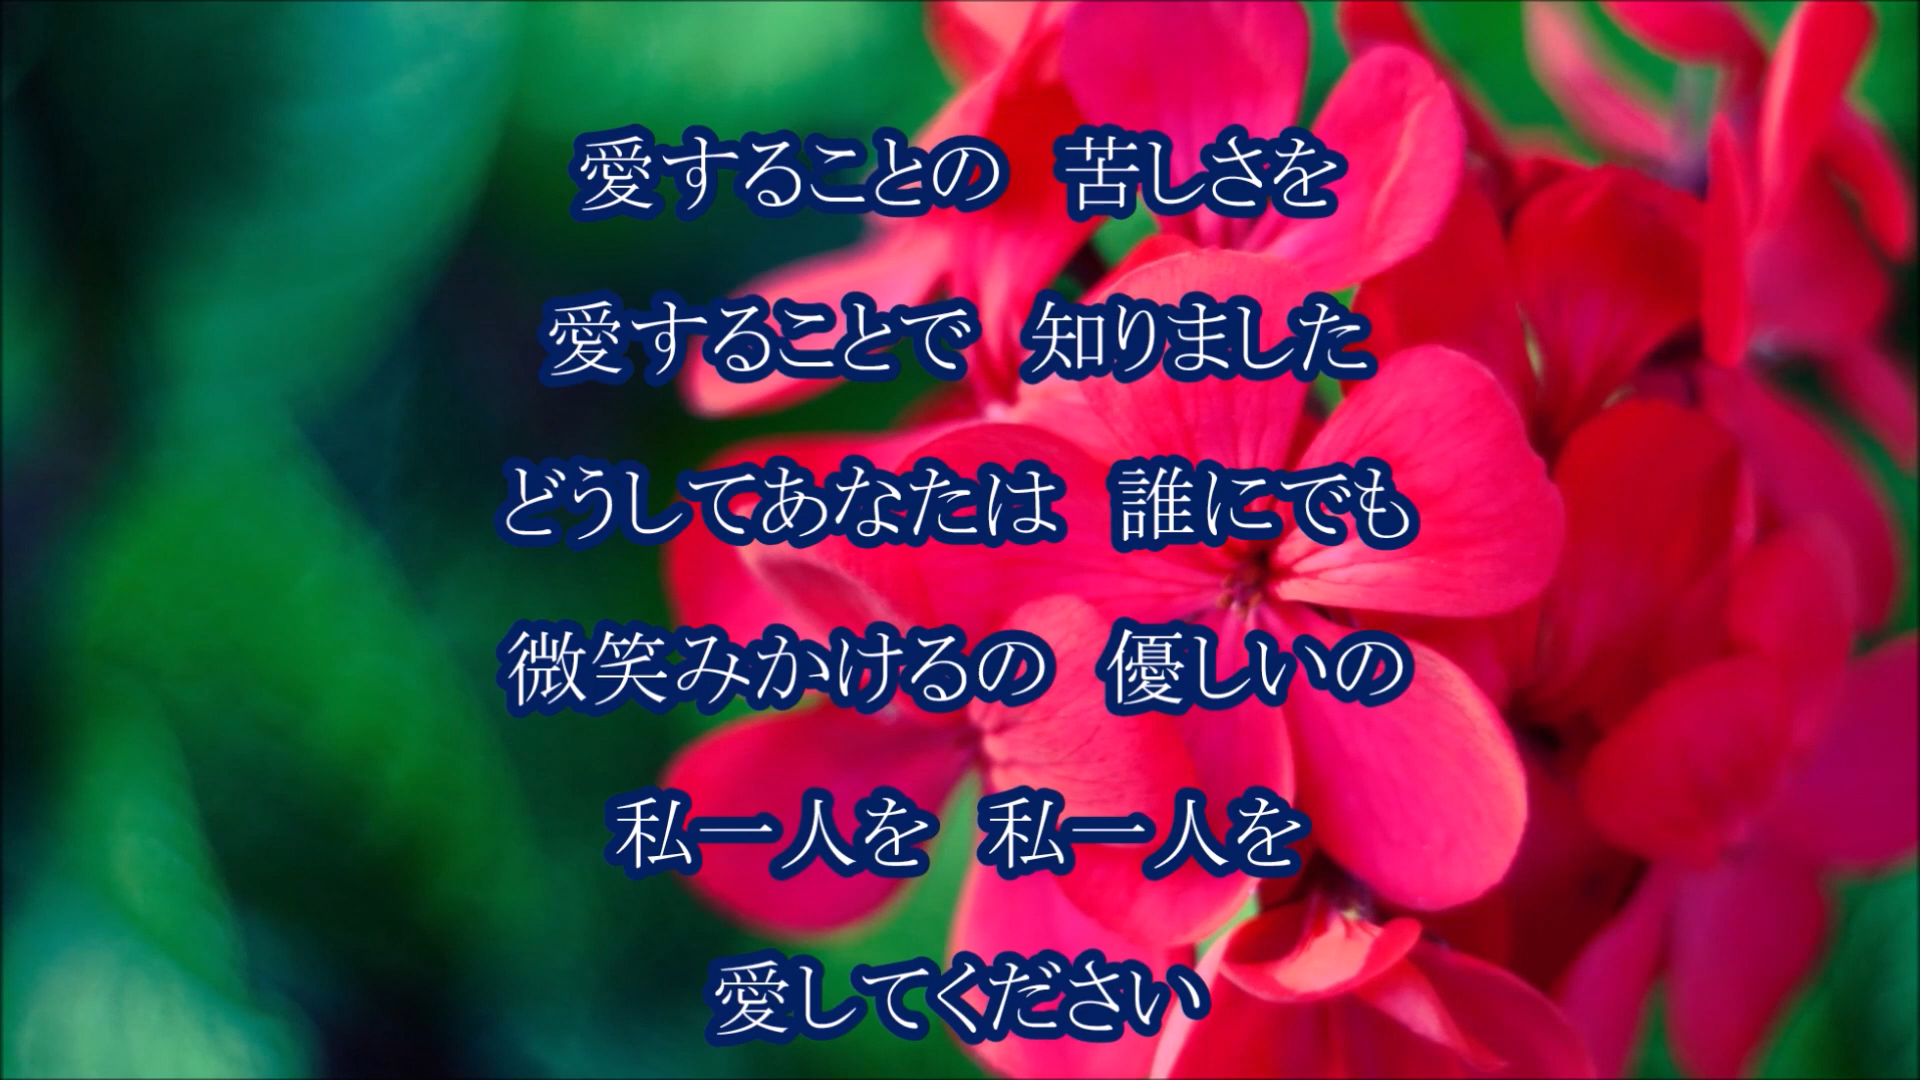 愛することの　苦しさを
愛することで　知りました
どうしてあなたは　誰にでも
微笑みかけるの　優しいの
私一人を　私一人を
愛してください